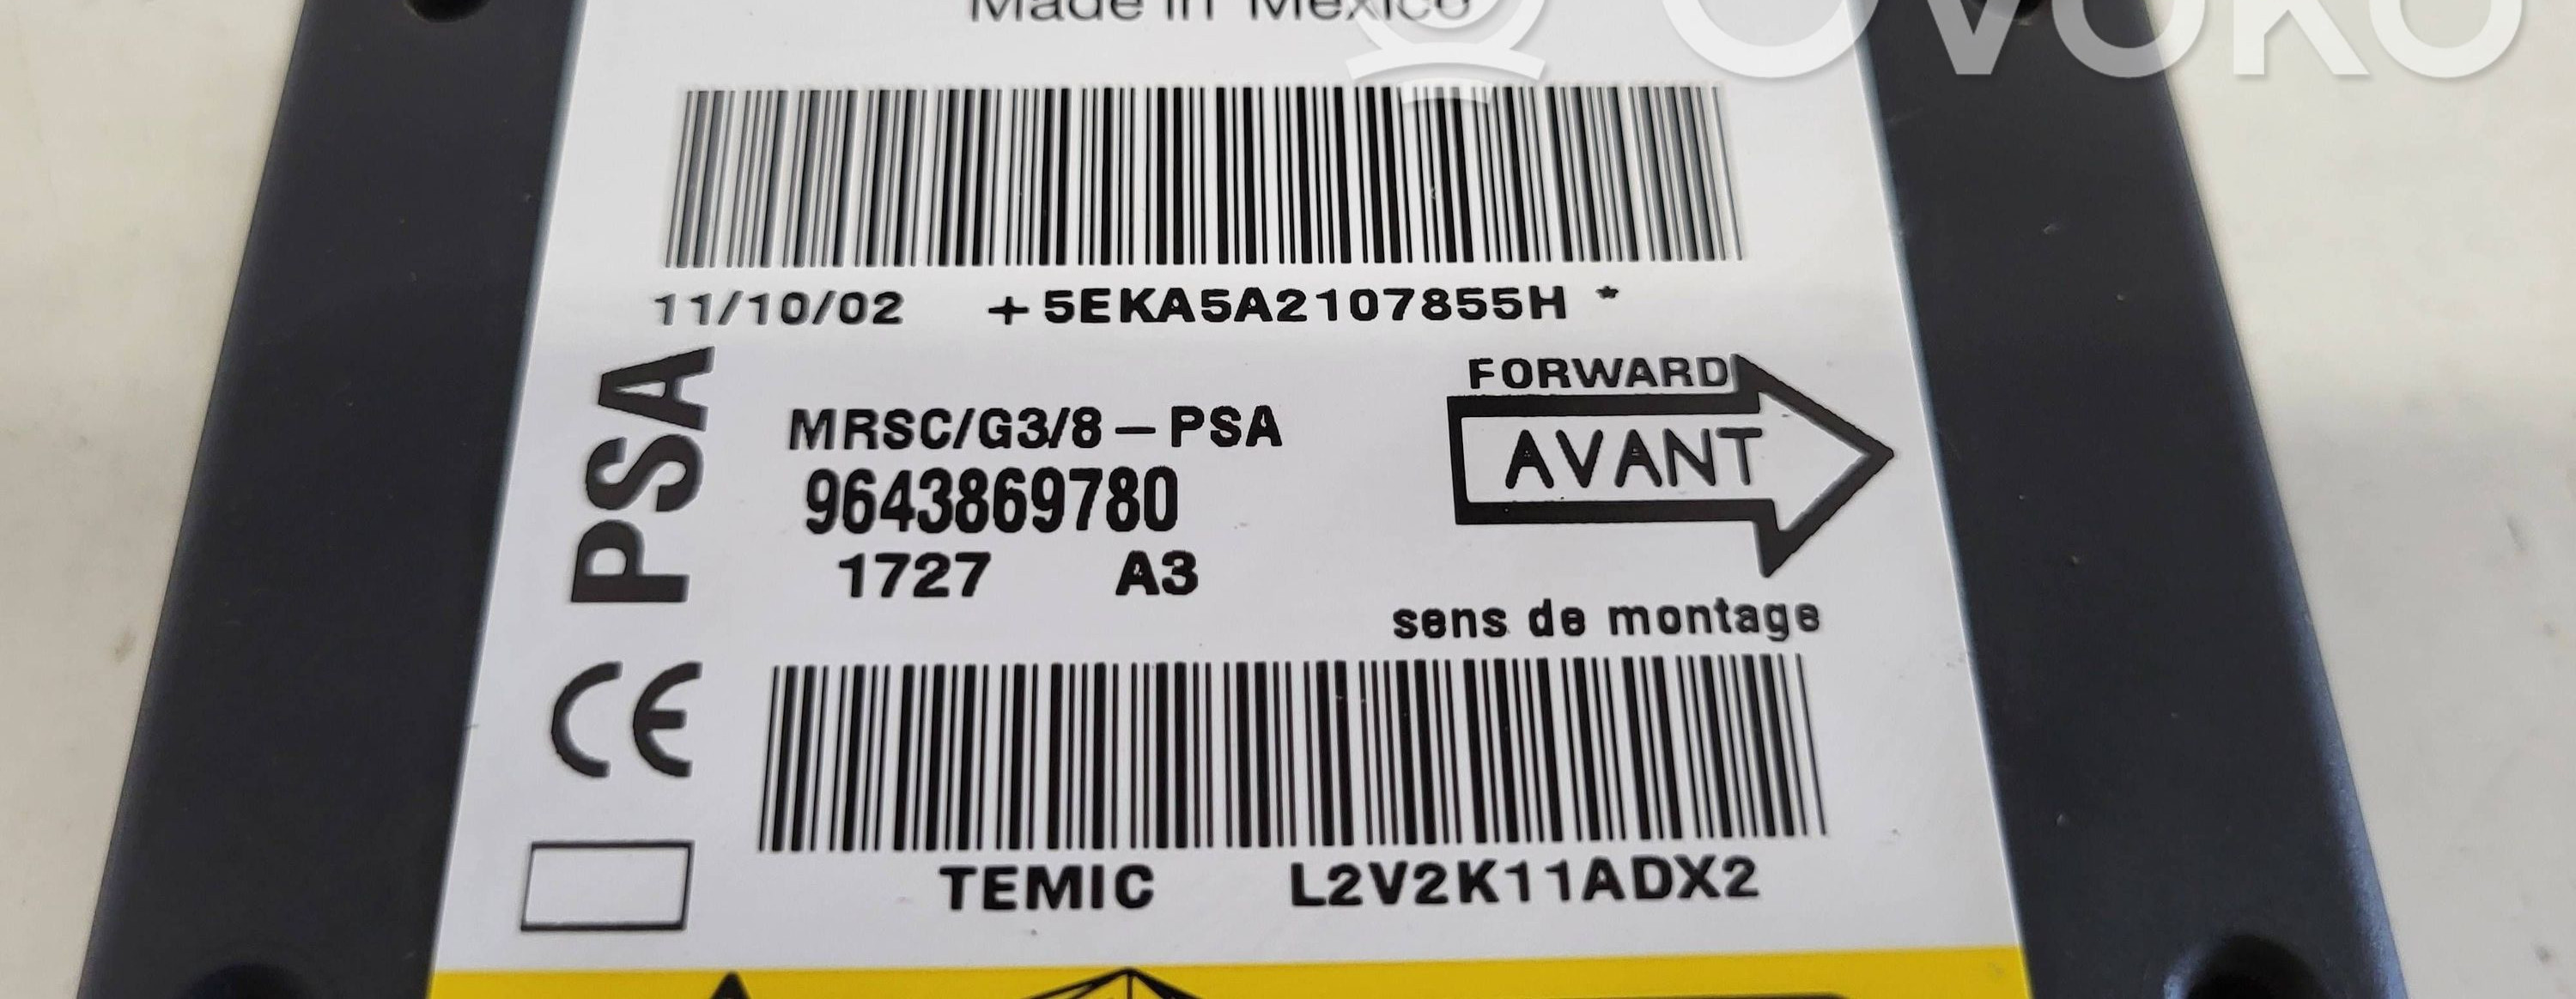 Made in Mexico
OVOKO
11/10/02 +5EKA5A2107855H *
PSA
FORWARD
MRSC/G3/8-PSA
AVANT
9643869780
1727 A3
sens de montage
CE
TEMIC L2V2K11ADX2